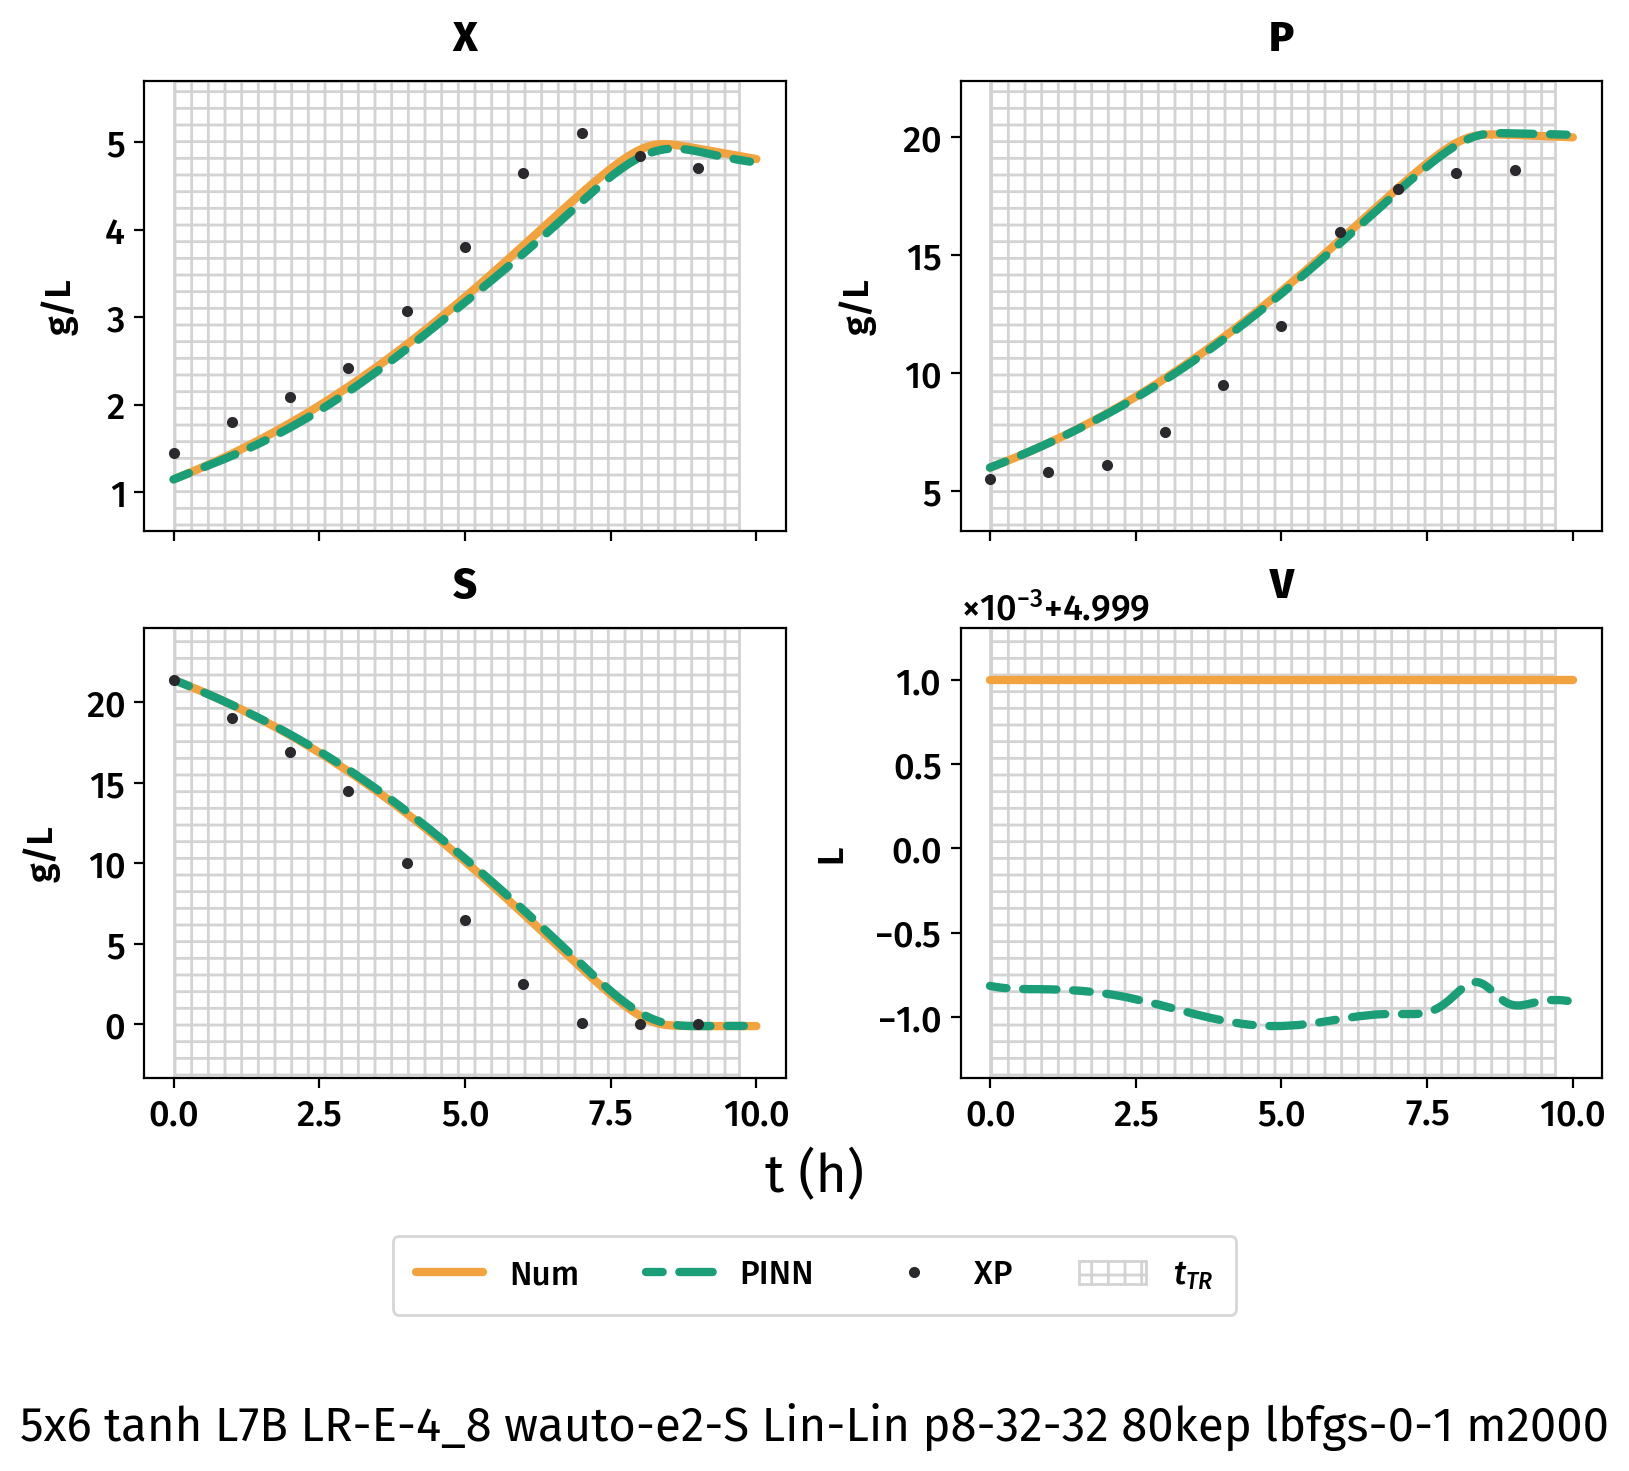 X
P
5
4
3
2
1
g/L
20
15
10
5
g/L
S
V
×10⁻³+4.999
20
15
10
5
0
g/L
0.0
2.5
5.0
7.5
10.0
1.0
0.5
0.0
−0.5
−1.0
L
0.0
2.5
5.0
7.5
10.0
t (h)
Num
PINN
XP
t_TR
5x6 tanh L7B LR-E-4_8 wauto-e2-S Lin-Lin p8-32-32 80kep lbfgs-0-1 m2000